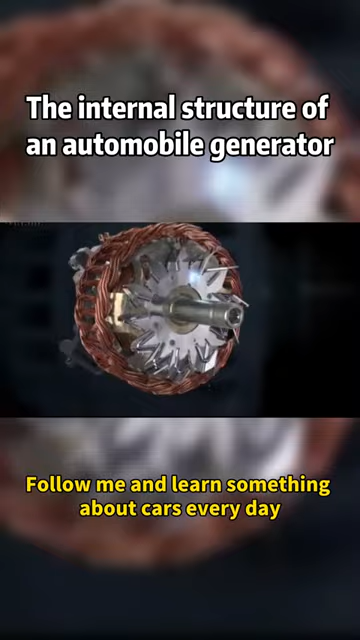 The internal structure of
an automobile generator
Follow me and learn something
about cars every day